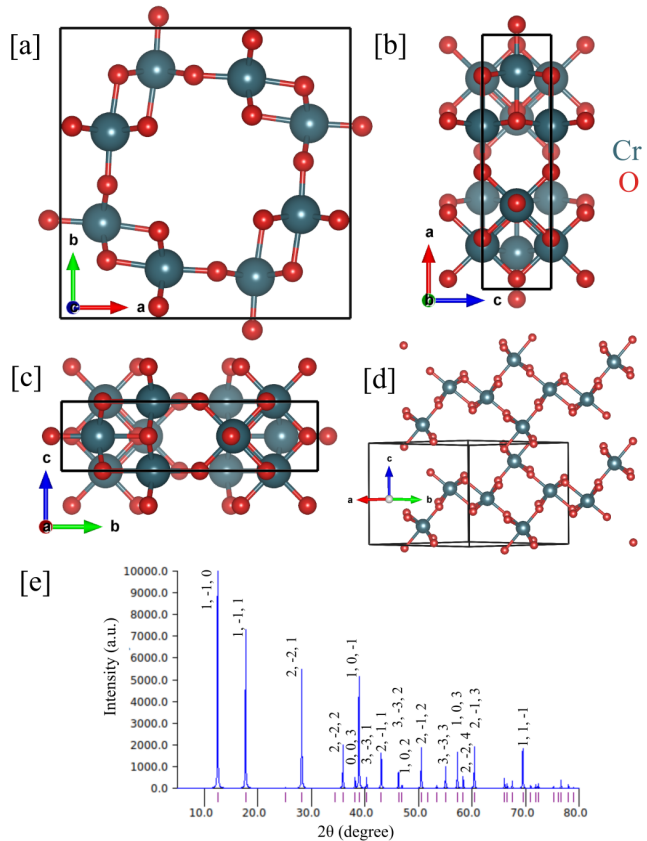 [a]
b
c
a
[b]
Cr
O
a
b
c
[c]
c
a
b
[d]
c
a
b
[e]
Intensity (a.u.)
10000.0
9000.0
8000.0
7000.0
6000.0
5000.0
4000.0
3000.0
2000.0
1000.0
0.0
1, -1, 0
1, -1, 1
2, -2, 1
2, -2, 2
0, 0, 3
1, 0, -1
3, -3, 1
2, -1, 1
3, -3, 2
1, 0, 2
2, -1, 2
3, -3, 3
1, 0, 3
2, -2, 4
2, -1, 3
1, 1, -1
10.0 20.0 30.0 40.0 50.0 60.0 70.0 80.0
2θ (degree)